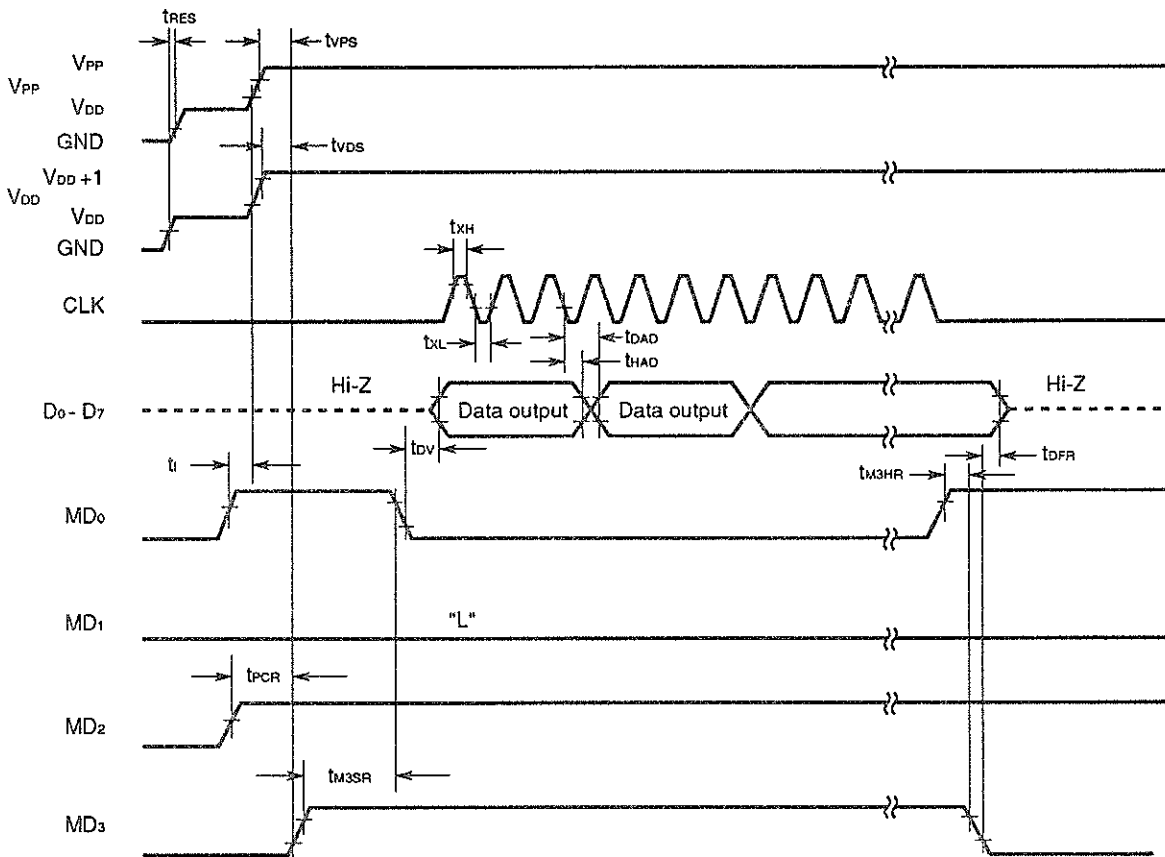 tRES
tVPS
VPP
VPP
VDD
GND
tVDS
VDD +1
VDD
VDD
GND
tXH
CLK
tXL
tDAD
tHAD
Hi-Z
Hi-Z
D0 - D7
Data output
Data output
tDV
tDFR
tI
tM3HR
MD0
MD1
"L"
tPCR
MD2
tM3SR
MD3